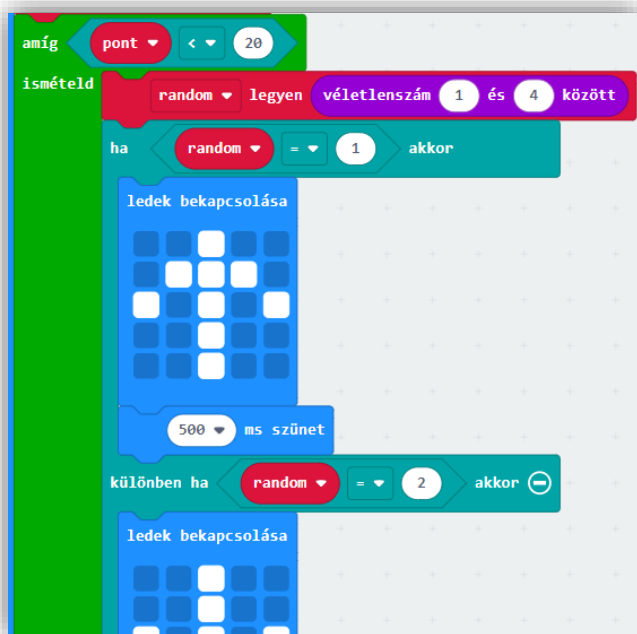 amíg pont < 20
ismételd
random legyen véletlenszám 1 és 4 között
ha random = 1 akkor
ledek bekapcsolása
500 ms szünet
különben ha random = 2 akkor
ledek bekapcsolása